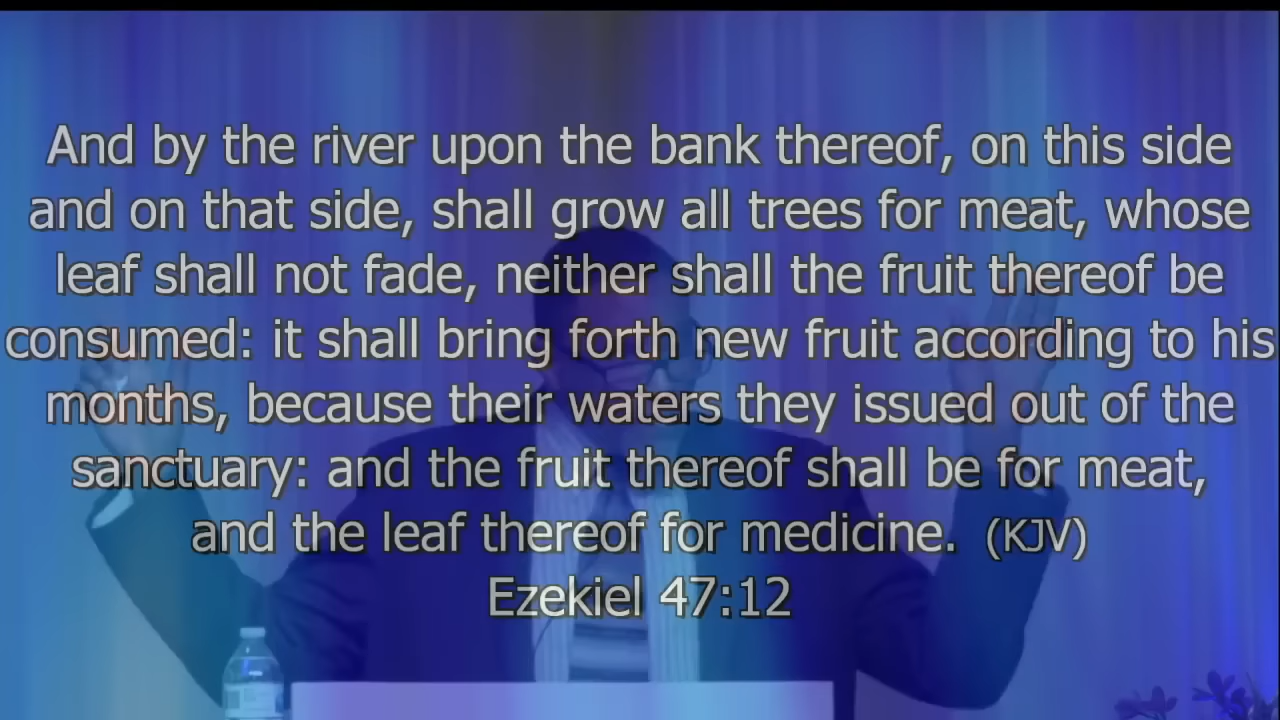 And by the river upon the bank thereof, on this side
and on that side, shall grow all trees for meat, whose
leaf shall not fade, neither shall the fruit thereof be
consumed: it shall bring forth new fruit according to his
months, because their waters they issued out of the
sanctuary: and the fruit thereof shall be for meat,
and the leaf thereof for medicine. (KJV)
Ezekiel 47:12